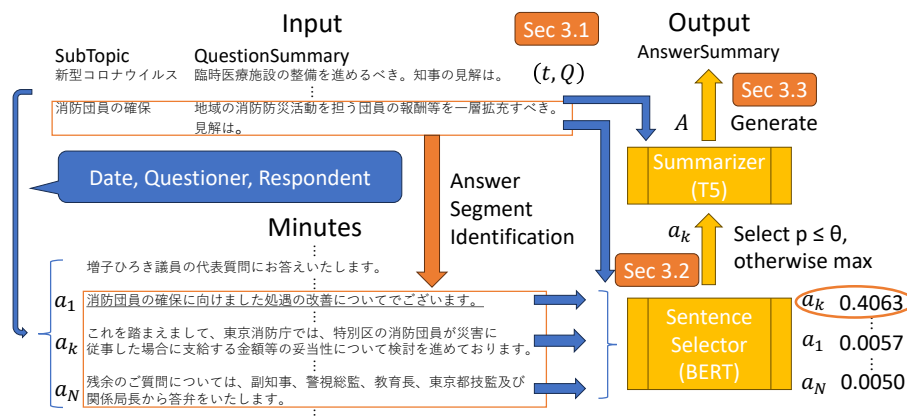 Input
Sec 3.1
Output
AnswerSummary
SubTopic
QuestionSummary
新型コロナウイルス
臨時医療施設の整備を進めるべき。知事の見解は。
(t, Q)
⋮
消防団員の確保
地域の消防防災活動を担う団員の報酬等を一層拡充すべき。
見解は。
⋮
A
Sec 3.3
Generate
Summarizer
(T5)
Date, Questioner, Respondent
Answer
Segment
Identification
a_k
Select p ≤ θ,
otherwise max
Minutes
⋮
増子ひろき議員の代表質問にお答えいたします。
⋮
Sec 3.2
a_1
消防団員の確保に向けました処遇の改善についてでございます。
a_k
これを踏まえまして、東京消防庁では、特別区の消防団員が災害に
従事した場合に支給する金額等の妥当性について検討を進めております。
⋮
a_N
残余のご質問については、副知事、警視総監、教育長、東京都技監及び
関係局長から答弁をいたします。
⋮
Sentence
Selector
(BERT)
a_k 0.4063
⋮
a_1 0.0057
⋮
a_N 0.0050